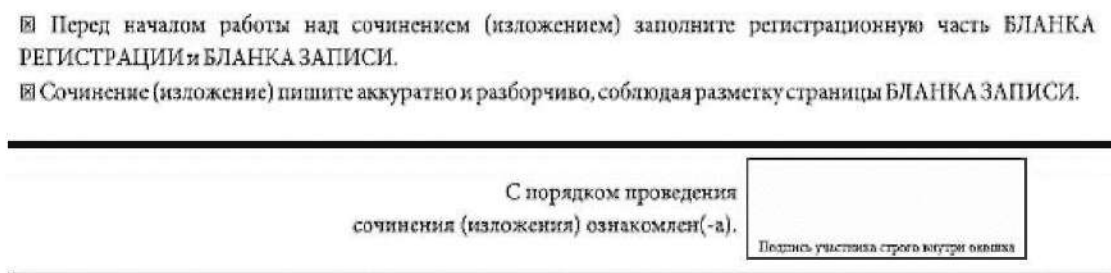 ☒ Перед началом работы над сочинением (изложением) заполните регистрационную часть БЛАНКА
РЕГИСТРАЦИИ и БЛАНКА ЗАПИСИ.
☒ Сочинение (изложение) пишите аккуратно и разборчиво, соблюдая разметку страницы БЛАНКА ЗАПИСИ.
С порядком проведения
сочинения (изложения) ознакомлен(-а).
Подпись участника строго внутри окошка